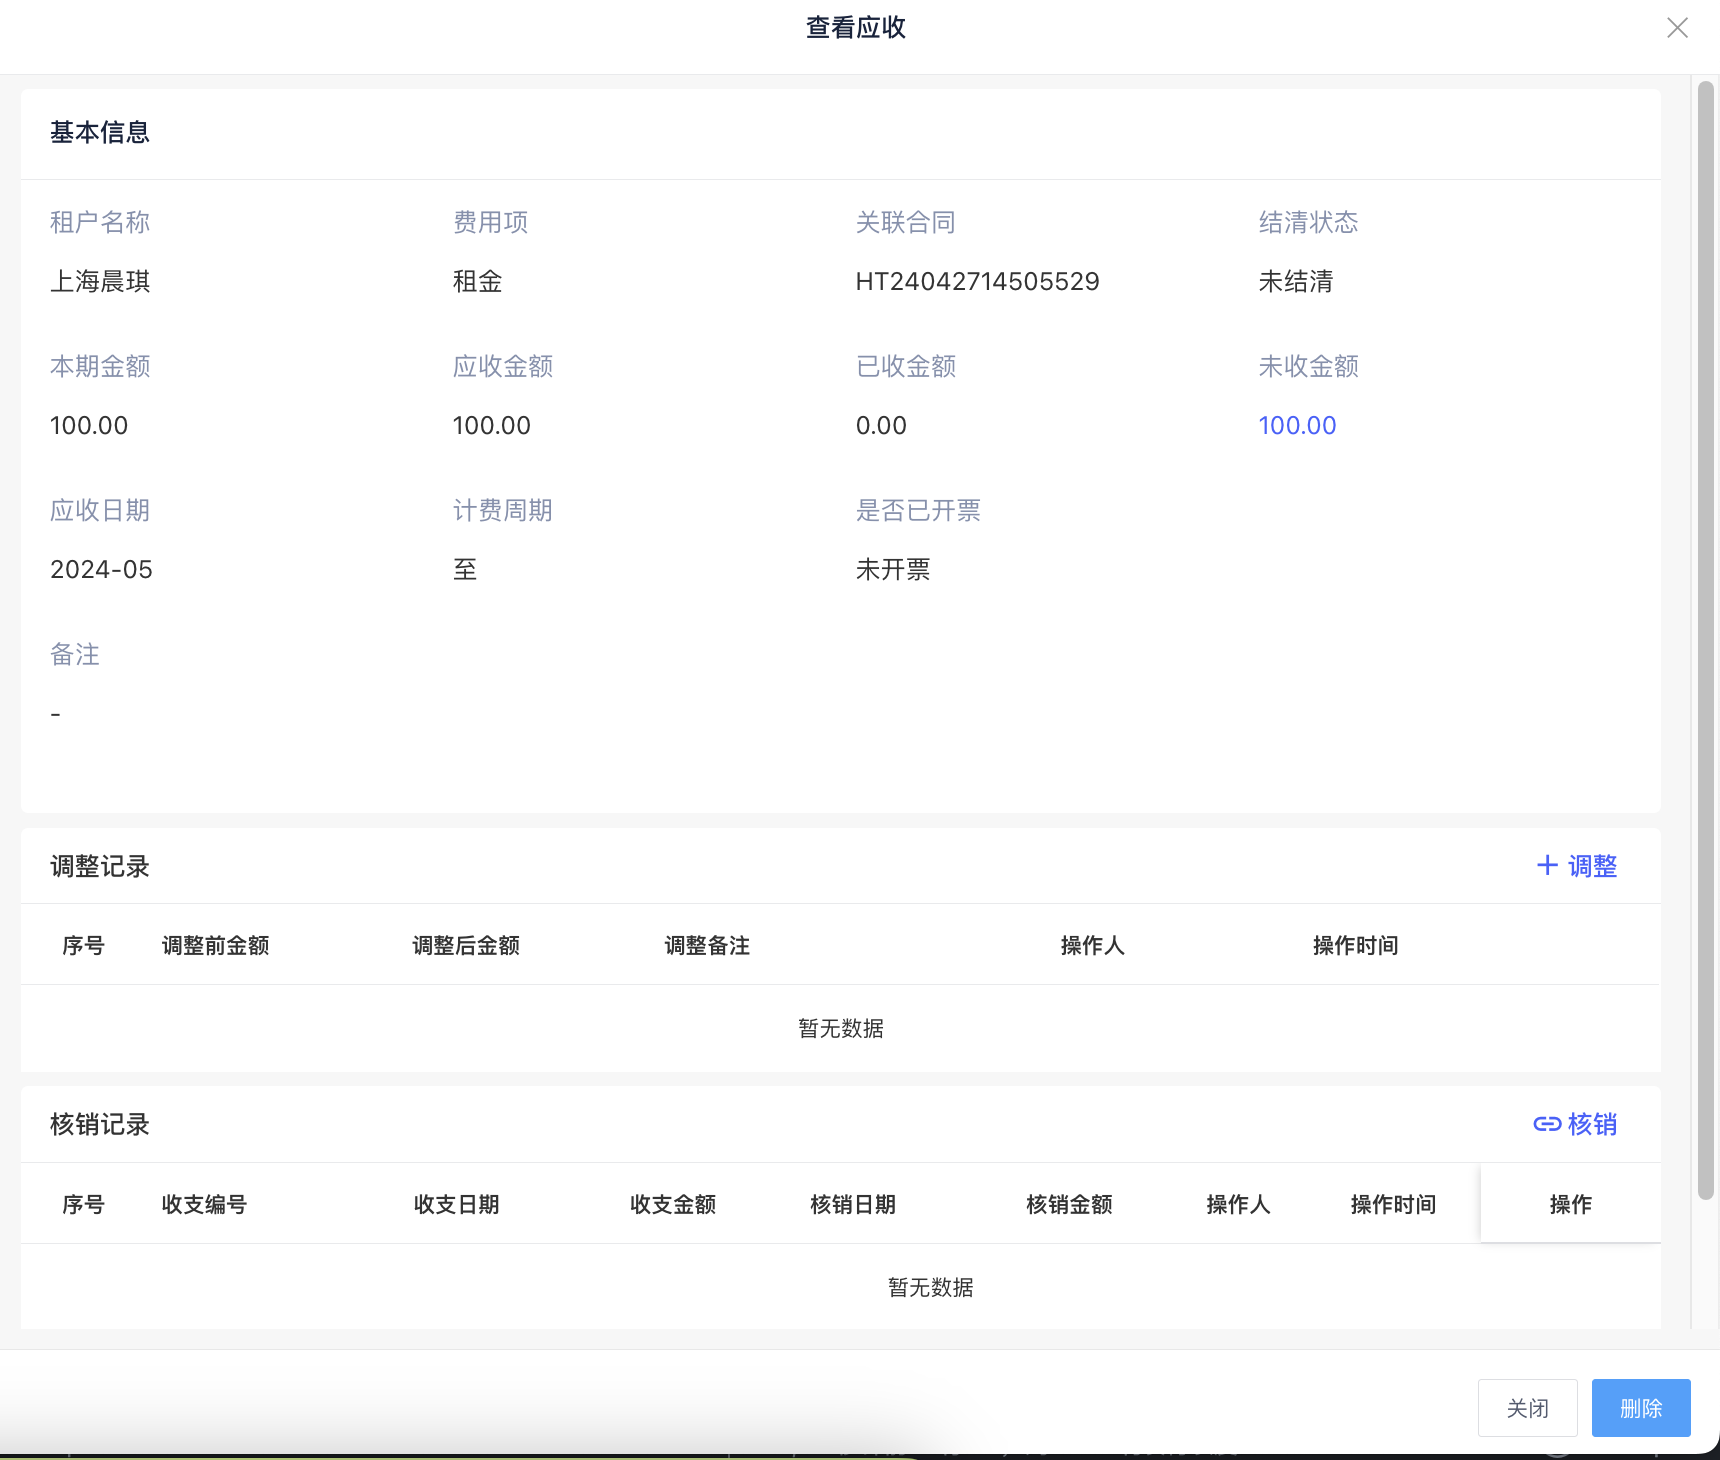 查看应收
基本信息
租户名称 费用项 关联合同 结清状态
上海晨琪 租金 HT24042714505529 未结清
本期金额 应收金额 已收金额 未收金额
100.00 100.00 0.00 100.00
应收日期 计费周期 是否已开票
2024-05 至 未开票
备注
-
调整记录 调整
序号 调整前金额 调整后金额 调整备注 操作人 操作时间
暂无数据
核销记录 核销
序号 收支编号 收支日期 收支金额 核销日期 核销金额 操作人 操作时间 操作
暂无数据
关闭 删除